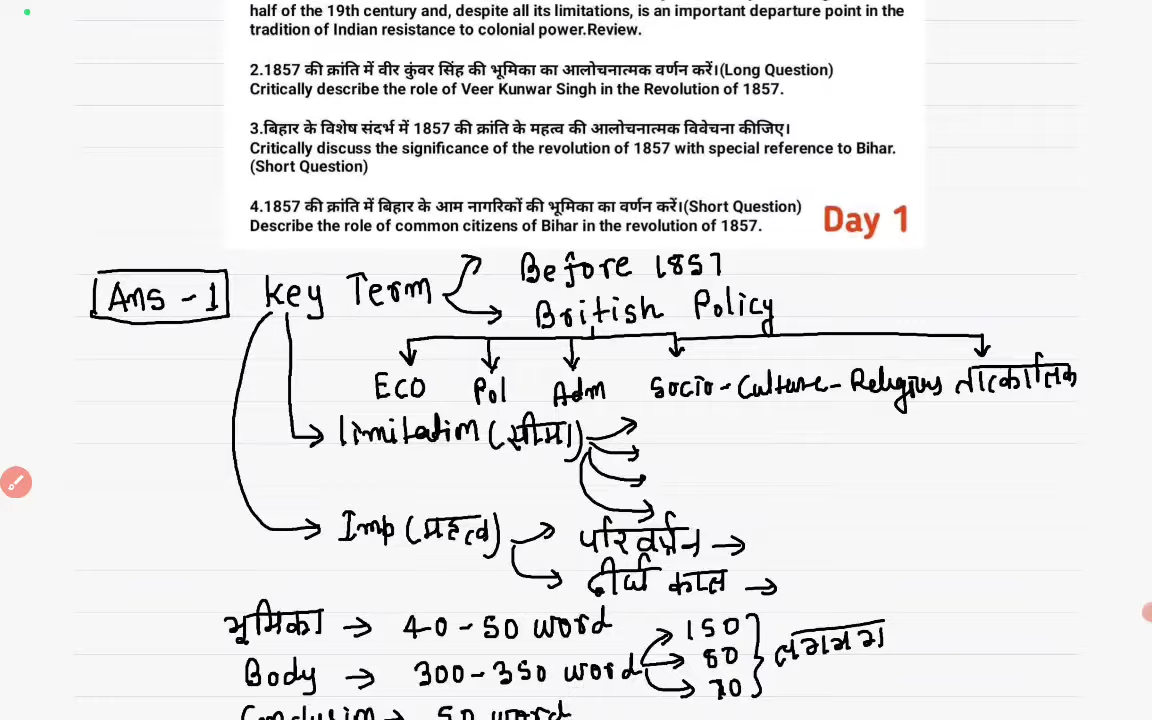 half of the 19th century and, despite all its limitations, is an important departure point in the
tradition of Indian resistance to colonial power.Review.
2.1857 की क्रांति में वीर कुंवर सिंह की भूमिका का आलोचनात्मक वर्णन करें।(Long Question)
Critically describe the role of Veer Kunwar Singh in the Revolution of 1857.
3.बिहार के विशेष संदर्भ में 1857 की क्रांति के महत्व की आलोचनात्मक विवेचना कीजिए।
Critically discuss the significance of the revolution of 1857 with special reference to Bihar.
(Short Question)
4.1857 की क्रांति में बिहार के आम नागरिकों की भूमिका का वर्णन करें।(Short Question)
Describe the role of common citizens of Bihar in the revolution of 1857.
Day 1
Ans - 1 Key Term Before 1857
British Policy
Eco Pol Adm Socio - Culture - Religius तात्कालिक
limitation (सीमा)
Imp (महत्व) परिवर्तन
दीर्घ काल
भूमिका → 40 - 50 word 150
Body → 300 - 350 word 80 लगभग
70
Conclusion → 50 word